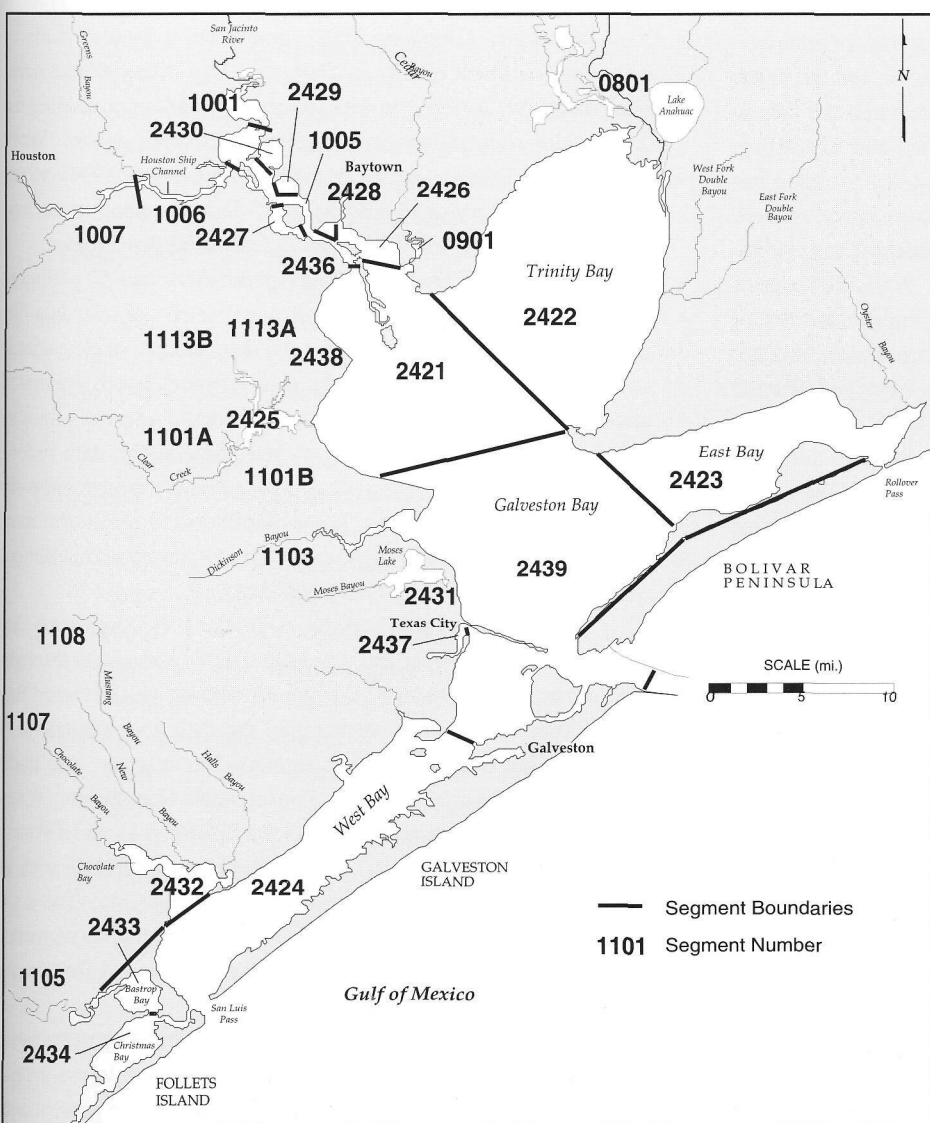 San Jacinto
River
Greens
Bayou
Cedar
Bayou
0801
N
Lake
Anahuac
1001
2429
2430
1005
Houston
Houston Ship
Channel
Baytown
2428
2426
West Fork
Double
Bayou
East Fork
Double
Bayou
1006
1007
2427
0901
2436
Trinity Bay
2422
Oyster
Bayou
1113A
1113B
2438
2421
2425
1101A
Clear
Creek
1101B
East Bay
2423
Rollover
Pass
Galveston Bay
Dickinson
Bayou
1103
Moses
Lake
Moses Bayou
2431
2439
BOLIVAR
PENINSULA
Texas City
2437
1108
SCALE (mi.)
0 5 10
Mustang
Bayou
1107
Chocolate
Bayou
New
Bayou
Halls
Bayou
Galveston
West Bay
Chocolate
Bay
2432
2424
GALVESTON
ISLAND
Segment Boundaries
1101 Segment Number
2433
1105
Bastrop
Bay
Gulf of Mexico
San Luis
Pass
2434
Christmas
Bay
FOLLETS
ISLAND